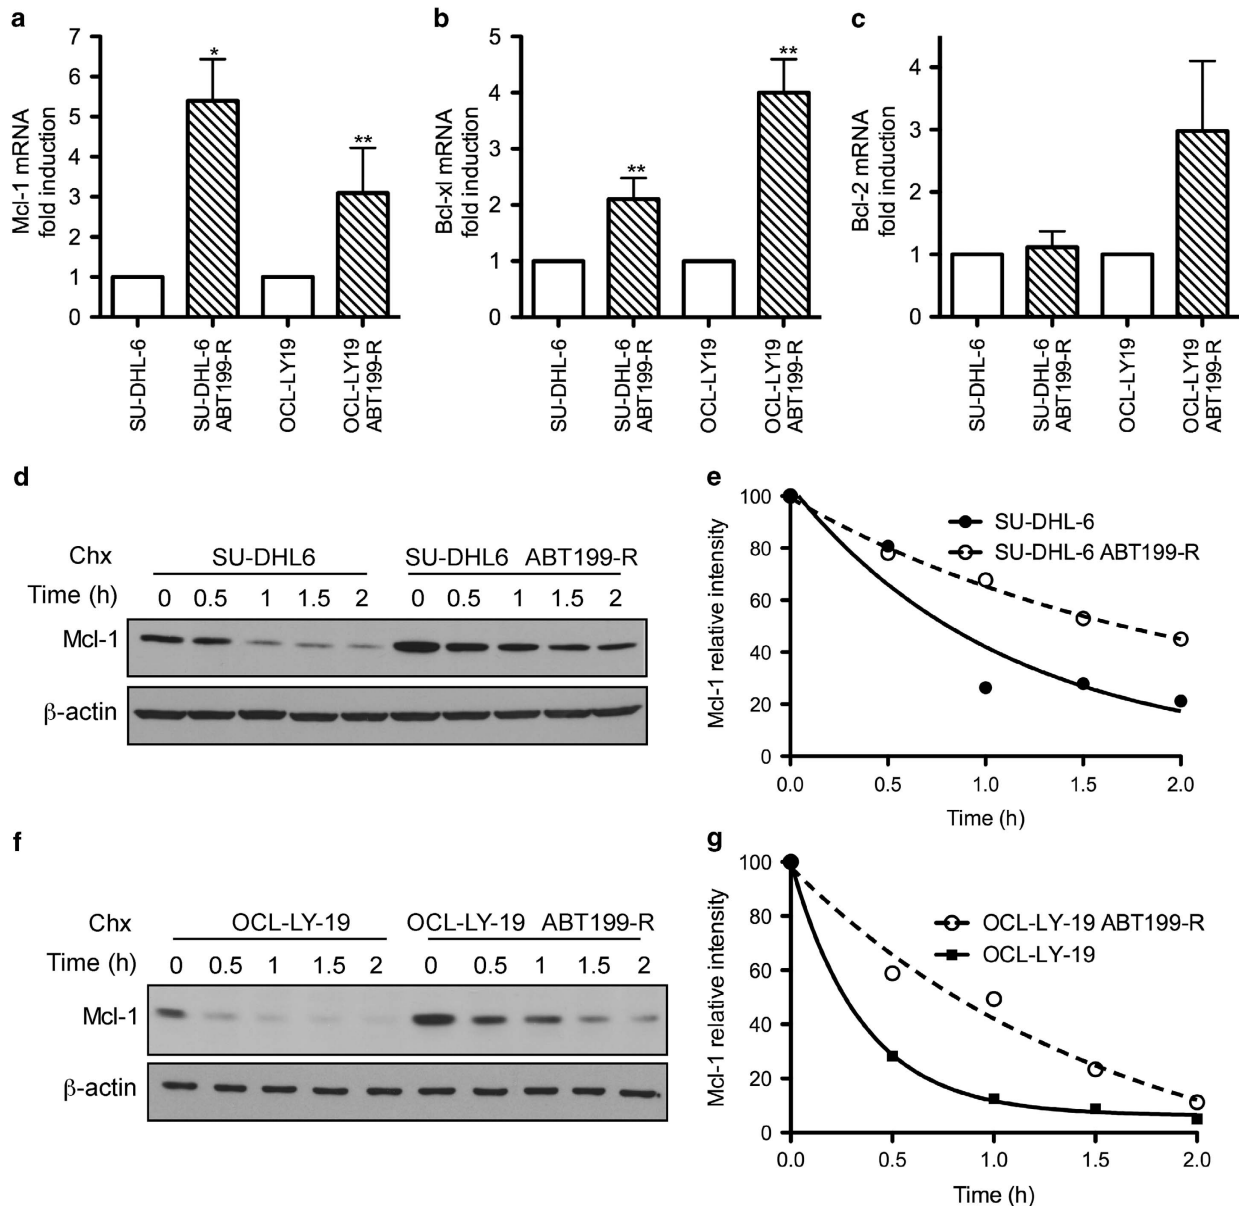 a
Mcl-1 mRNA
fold induction
7
6
5
4
3
2
1
0
*
**
SU-DHL-6
SU-DHL-6
ABT199-R
OCL-LY19
OCL-LY19
ABT199-R
b
Bcl-xl mRNA
fold induction
5
4
3
2
1
0
**
**
SU-DHL-6
SU-DHL-6
ABT199-R
OCL-LY19
OCL-LY19
ABT199-R
c
Bcl-2 mRNA
fold induction
4
3
2
1
0
SU-DHL-6
SU-DHL-6
ABT199-R
OCL-LY19
OCL-LY19
ABT199-R
d
Chx SU-DHL6 SU-DHL6 ABT199-R
Time (h) 0 0.5 1 1.5 2 0 0.5 1 1.5 2
Mcl-1
β-actin
e
Mcl-1 relative intensity
100
80
60
40
20
0
SU-DHL-6
SU-DHL-6 ABT199-R
0.0 0.5 1.0 1.5 2.0
Time (h)
f
Chx OCL-LY-19 OCL-LY-19 ABT199-R
Time (h) 0 0.5 1 1.5 2 0 0.5 1 1.5 2
Mcl-1
β-actin
g
Mcl-1 relative intensity
100
80
60
40
20
0
OCL-LY-19 ABT199-R
OCL-LY-19
0.0 0.5 1.0 1.5 2.0
Time (h)